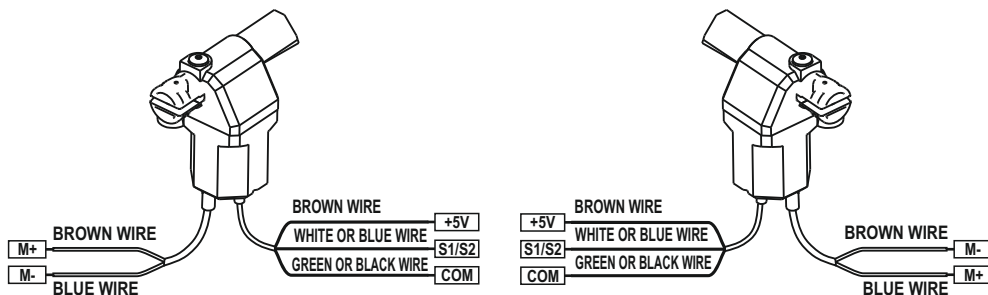 BROWN WIRE
+5V
WHITE OR BLUE WIRE
S1/S2
GREEN OR BLACK WIRE
COM
BROWN WIRE
M+
M-
BLUE WIRE
BROWN WIRE
+5V
WHITE OR BLUE WIRE
S1/S2
GREEN OR BLACK WIRE
COM
BROWN WIRE
M-
M+
BLUE WIRE